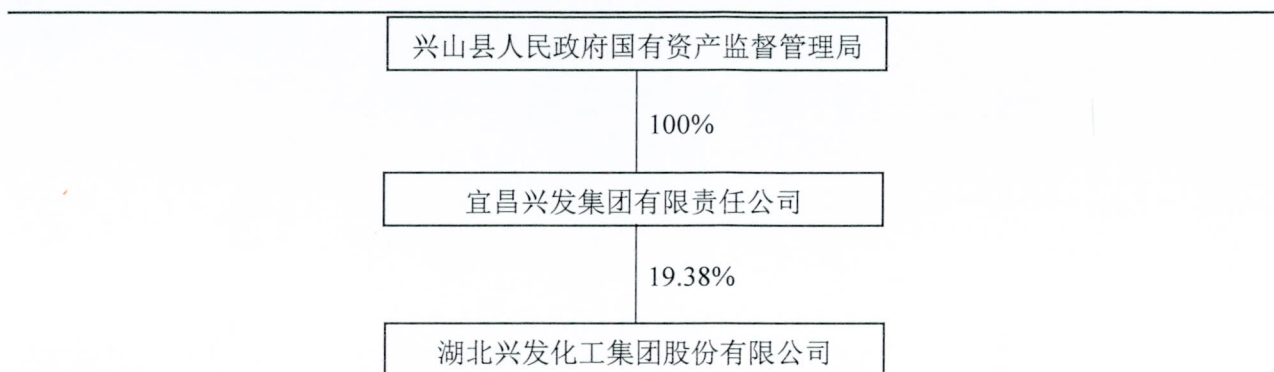 兴山县人民政府国有资产监督管理局
100%
宜昌兴发集团有限责任公司
19.38%
湖北兴发化工集团股份有限公司